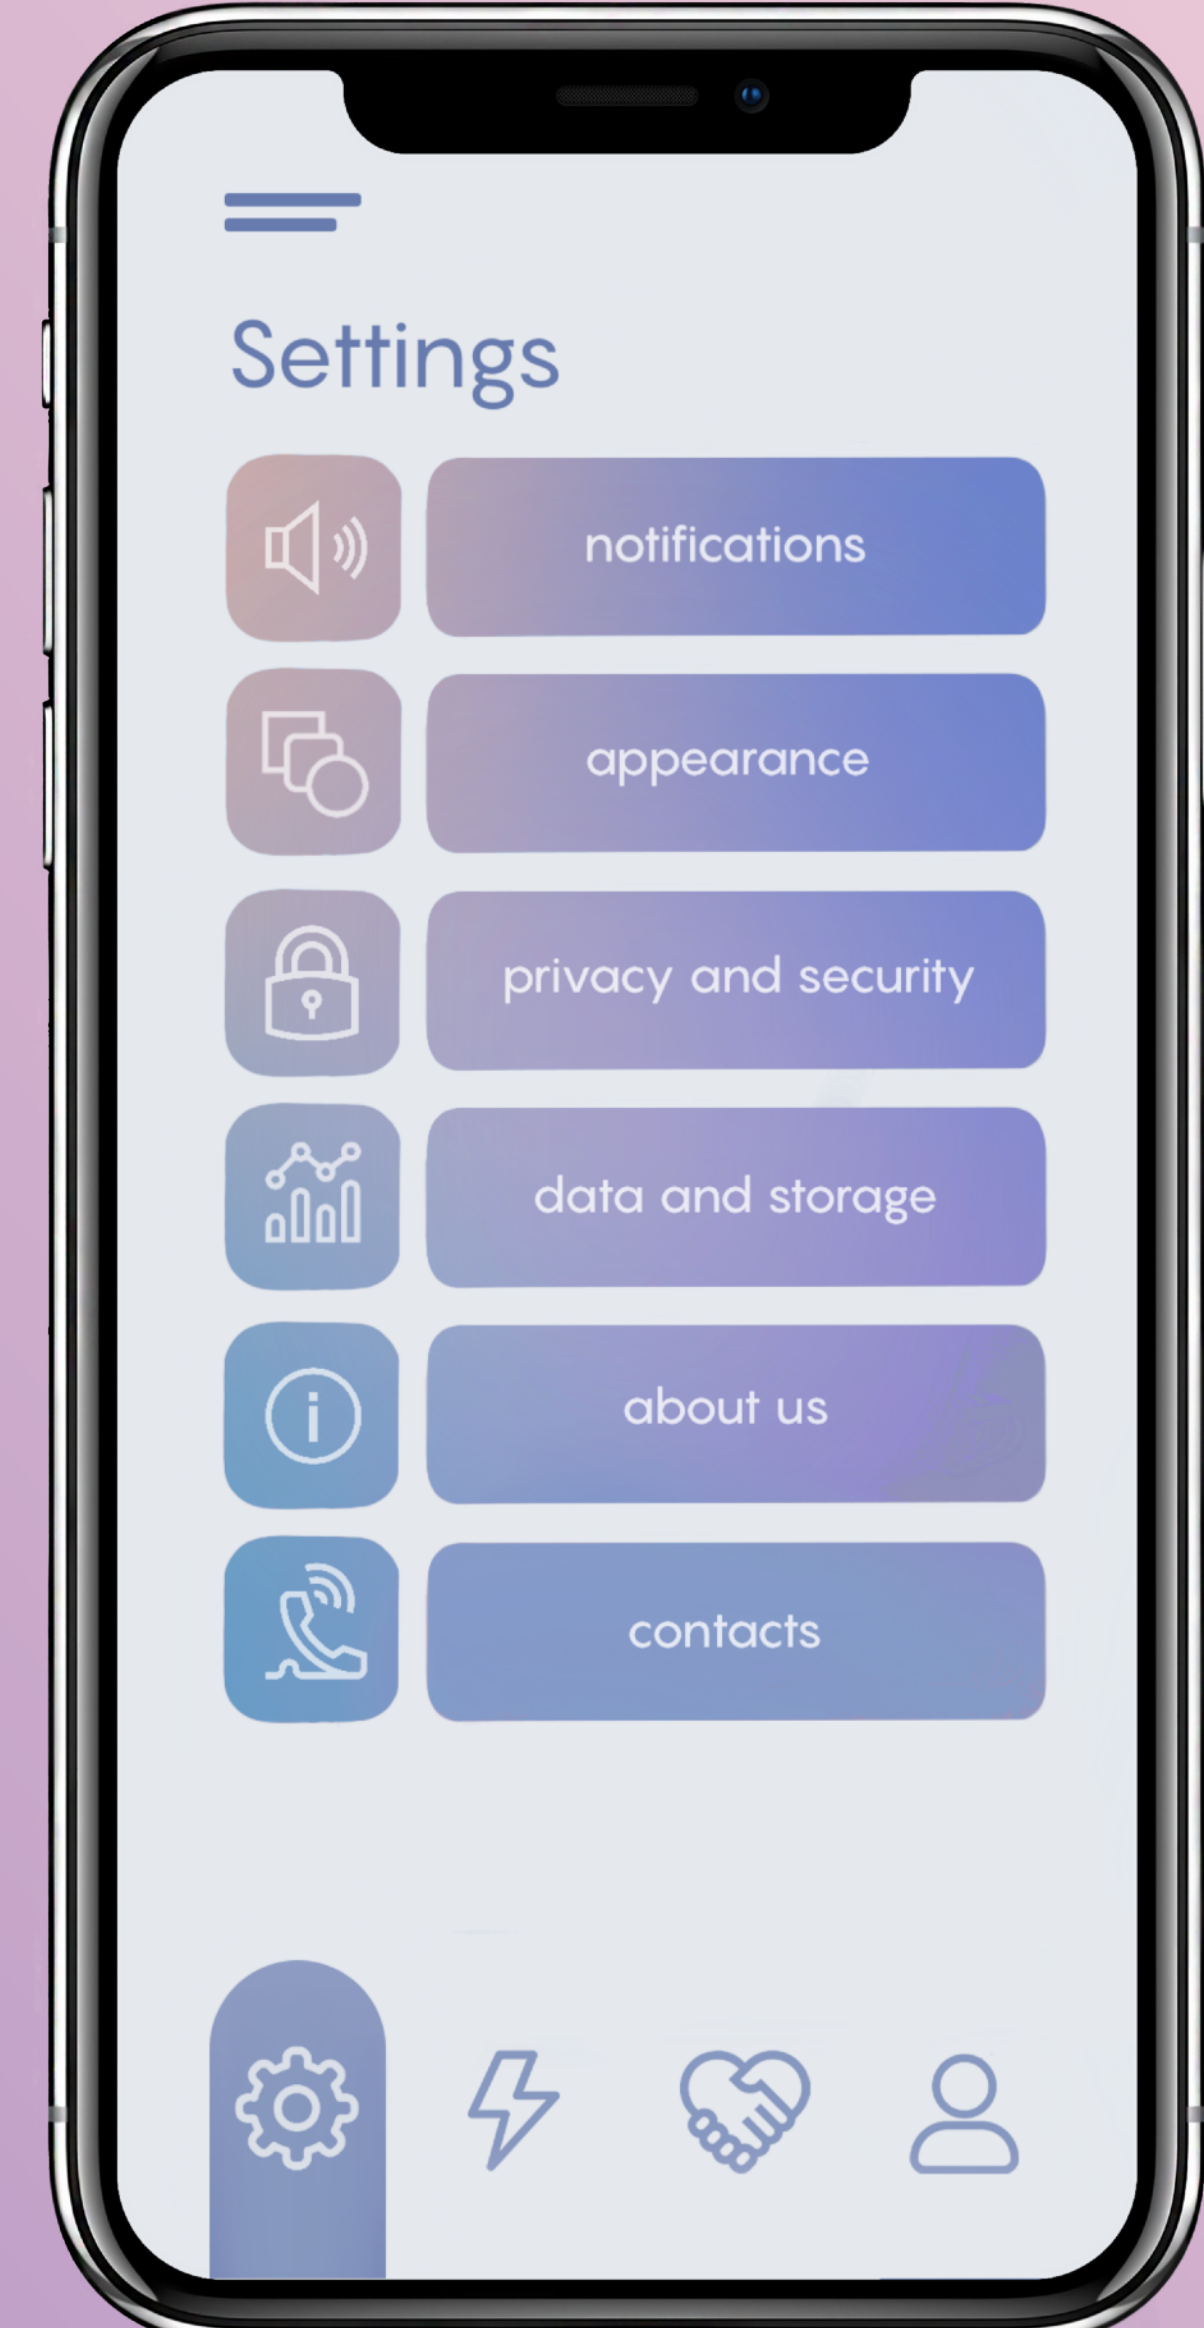 Settings
notifications
appearance
privacy and security
data and storage
about us
contacts